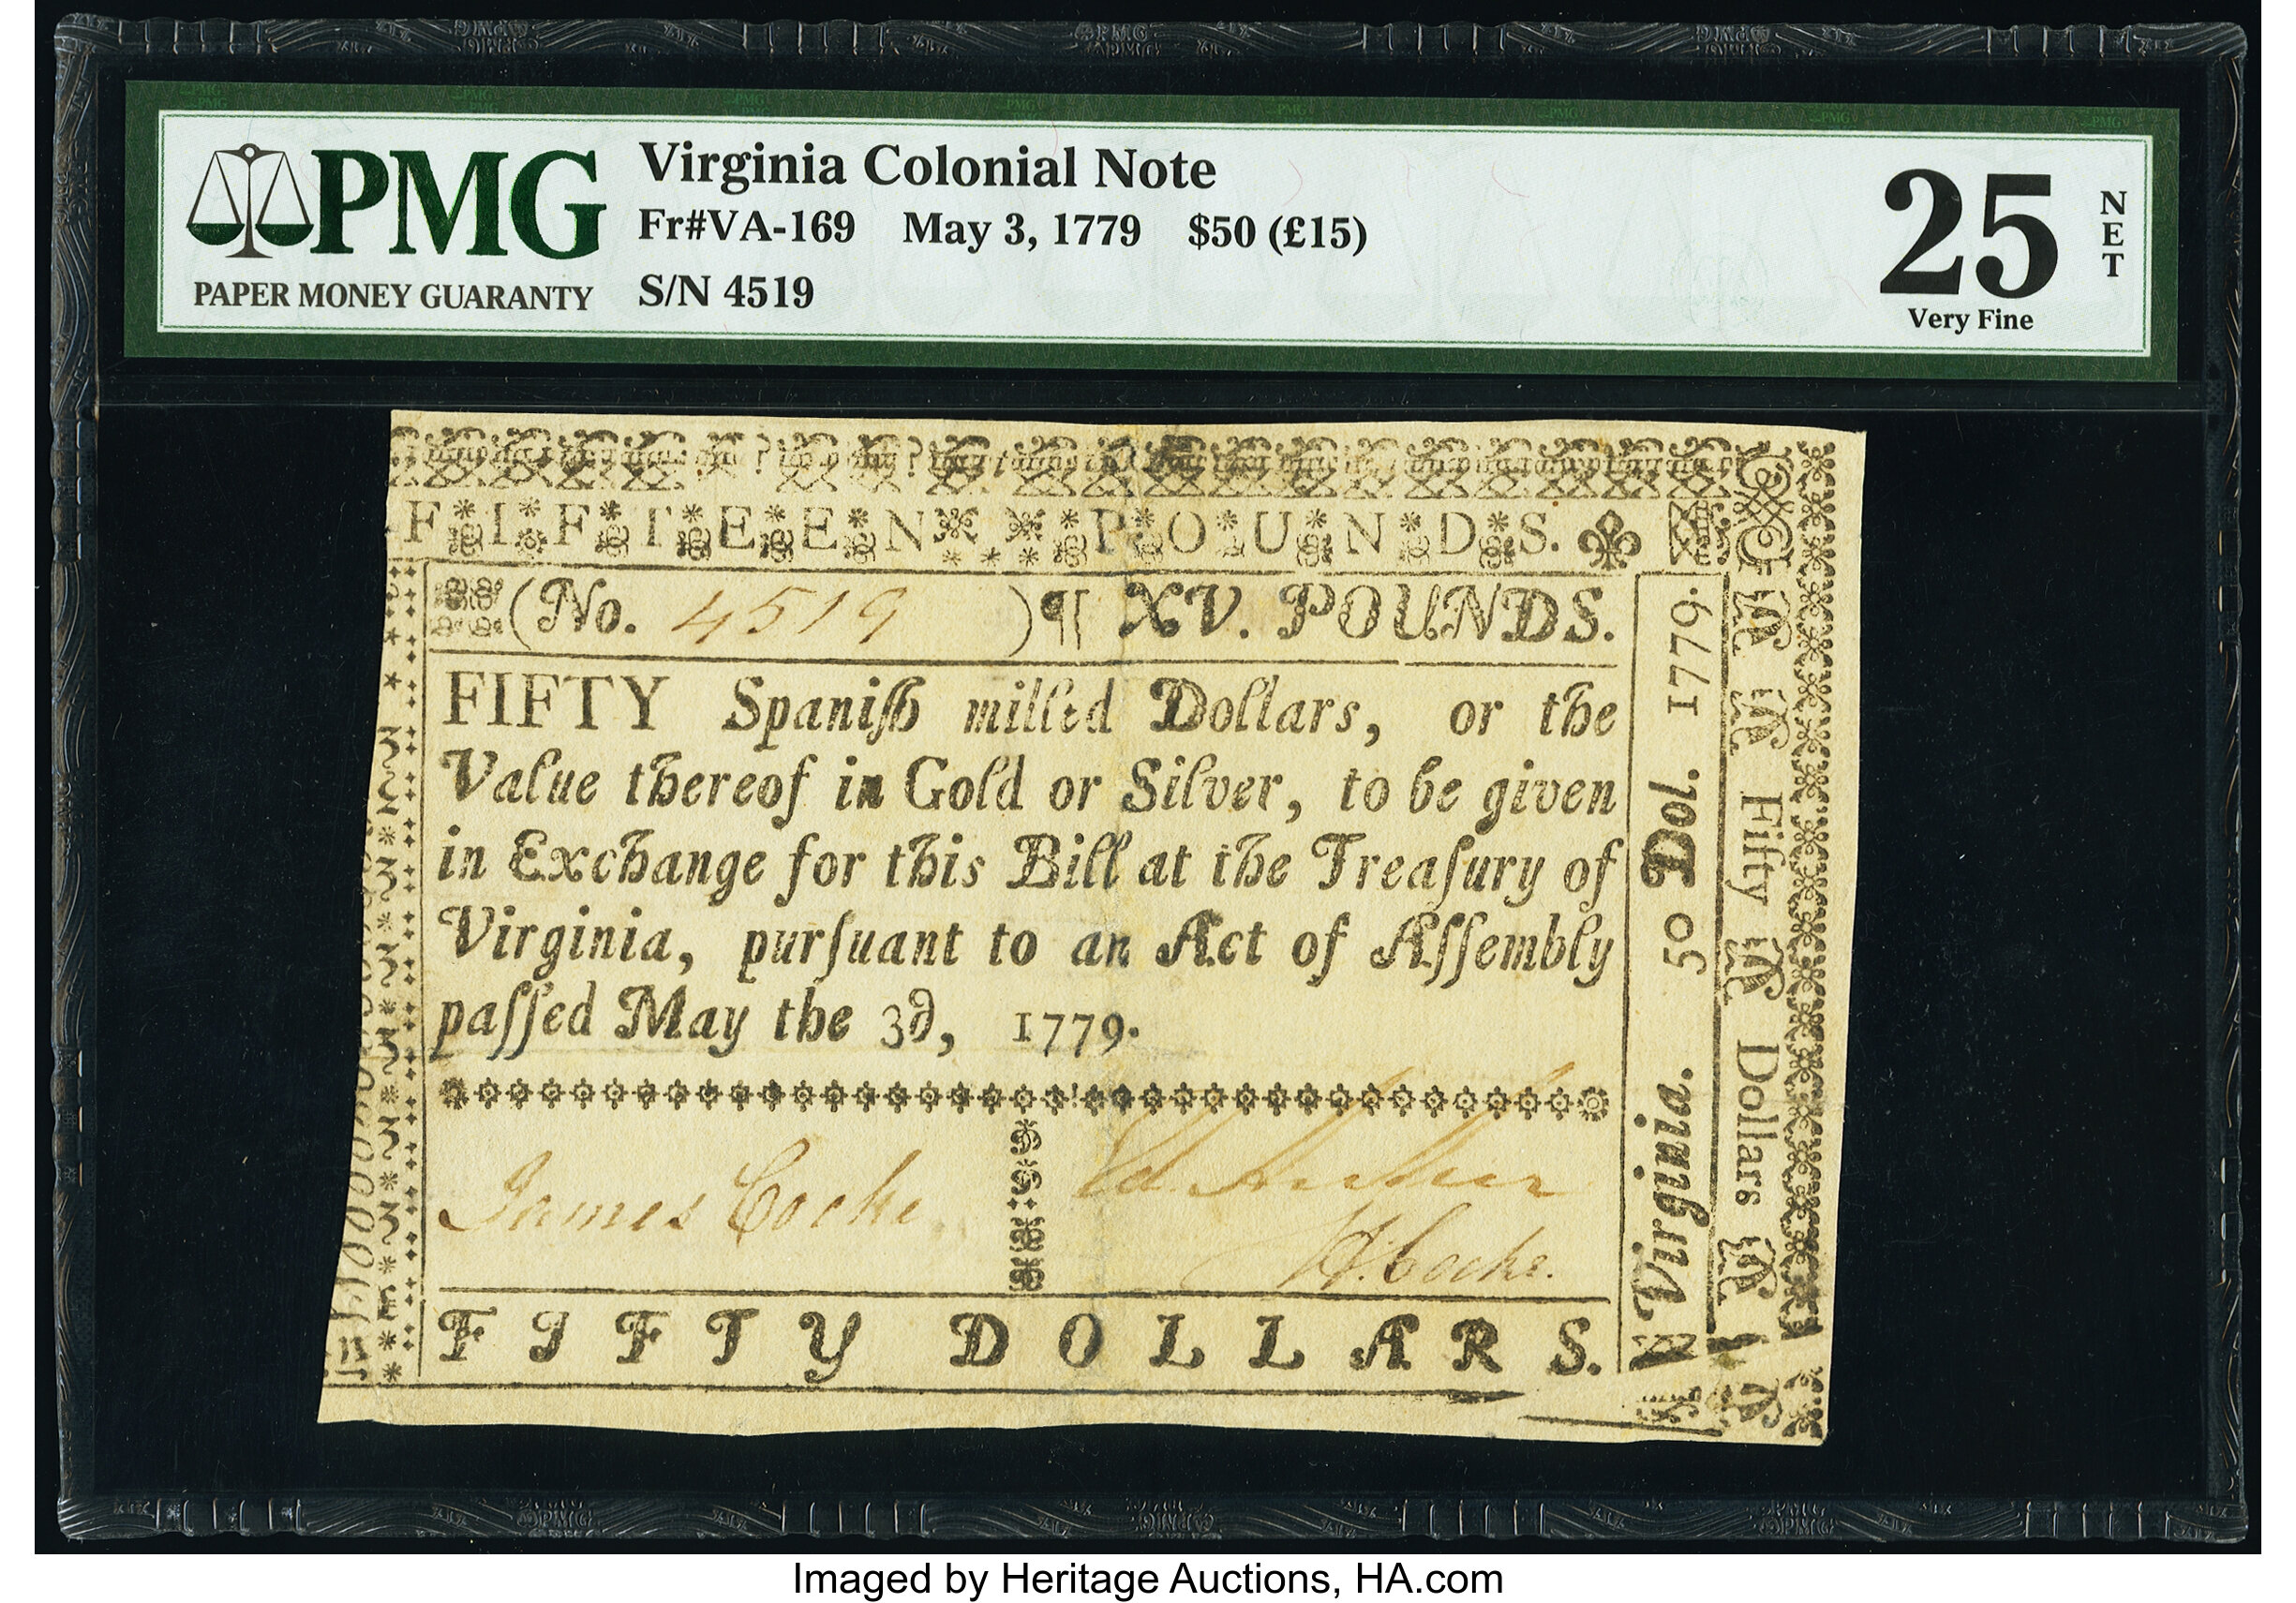 PMG
PAPER MONEY GUARANTY
Virginia Colonial Note
Fr#VA-169 May 3, 1779 $50 (£15)
S/N 4519
25
NET
Very Fine
FIFTEEN POUNDS.
(No. 4519) ¶ XV. POUNDS.
FIFTY Spaniſh milled Dollars, or the
Value thereof in Gold or Silver, to be given
in Exchange for this Bill at the Treaſury of
Virginia, purſuant to an Act of Aſſembly
paſſed May the 3d, 1779.
James Cocke
H. Cocke.
FIFTY DOLLARS.
Virginia. 50 Dol. 1779.
Fifty Dollars
Imaged by Heritage Auctions, HA.com